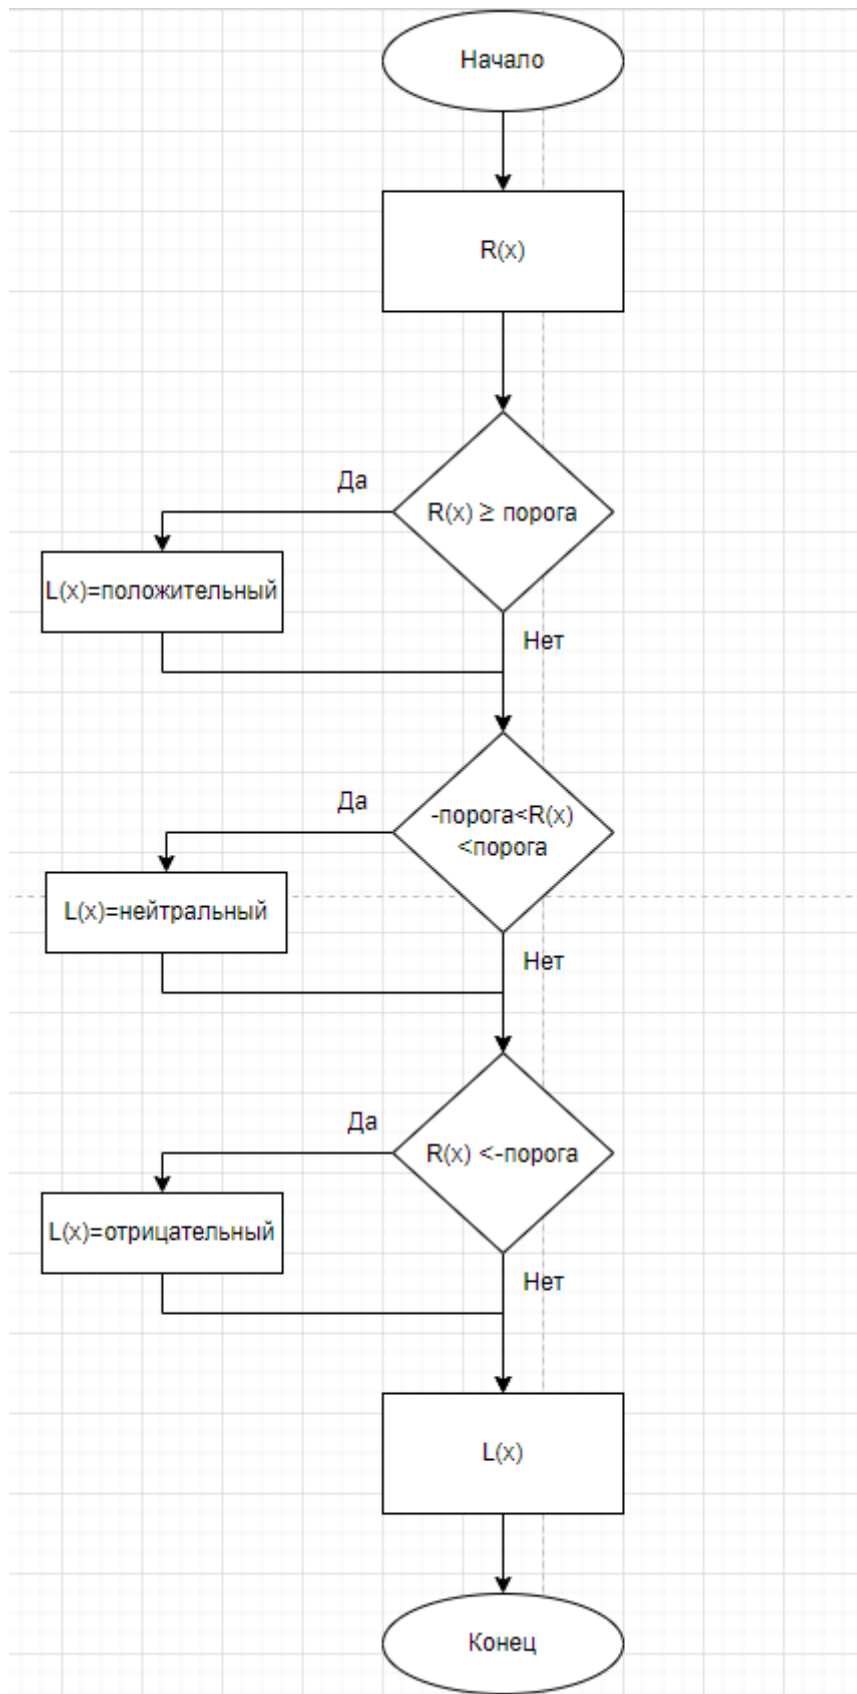 Начало
R(x)
Да
R(x) ≥ порога
L(x)=положительный
Нет
Да
-порога<R(x)
<порога
L(x)=нейтральный
Нет
Да
R(x) <-порога
L(x)=отрицательный
Нет
L(x)
Конец